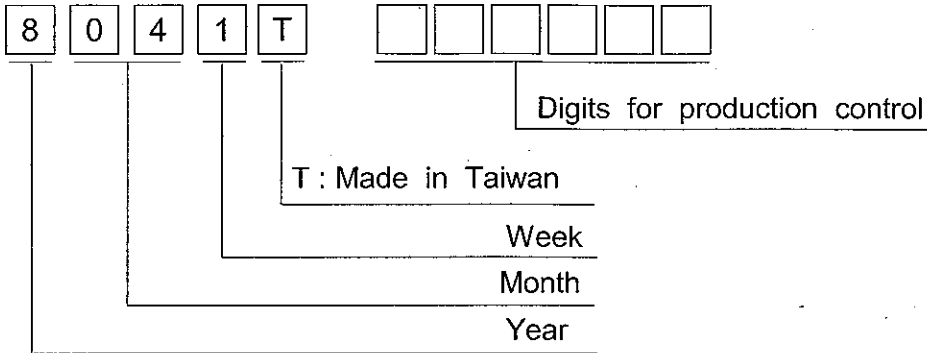 8 0 4 1 T
Digits for production control
T : Made in Taiwan
Week
Month
Year